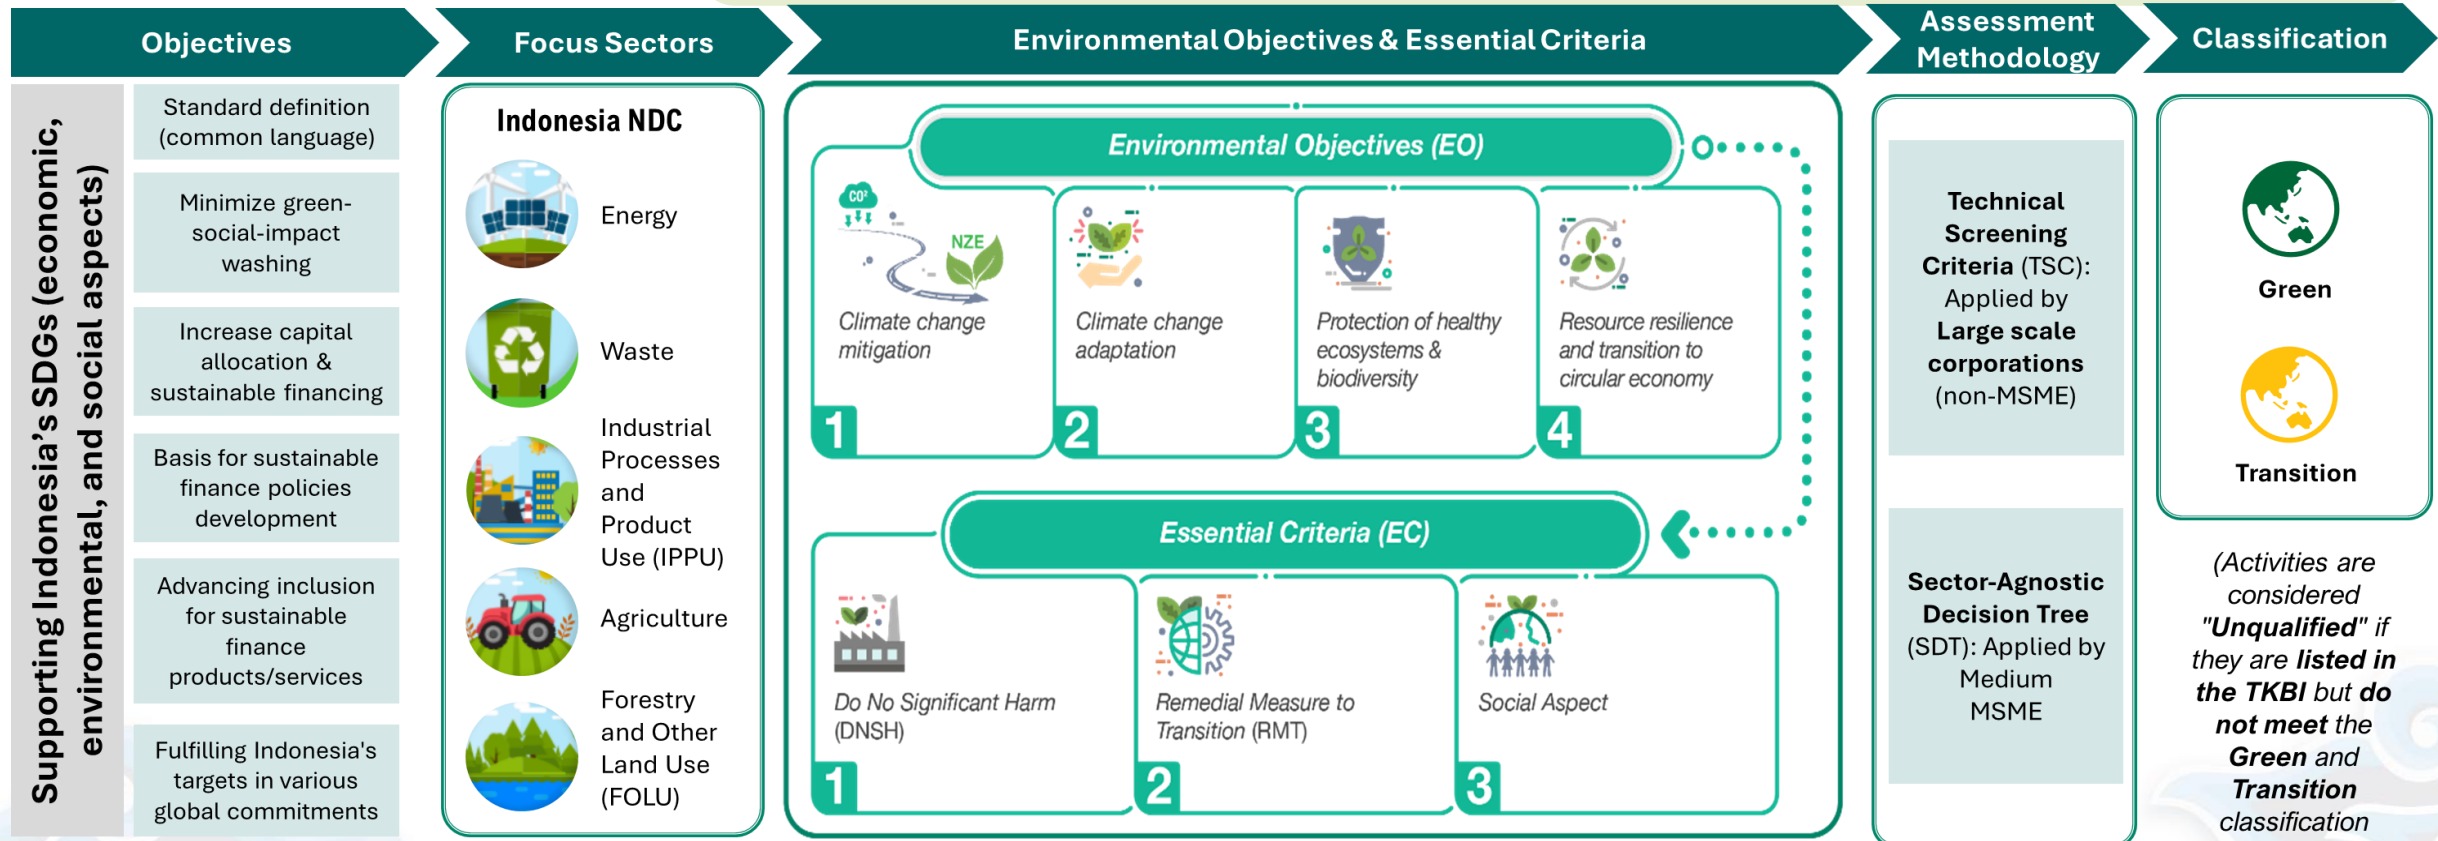 Objectives
Supporting Indonesia's SDGs (economic,
environmental, and social aspects)
Standard definition
(common language)
Minimize green-
social-impact
washing
Increase capital
allocation &
sustainable financing
Basis for sustainable
finance policies
development
Advancing inclusion
for sustainable
finance
products/services
Fulfilling Indonesia's
targets in various
global commitments
Focus Sectors
Indonesia NDC
Energy
Waste
Industrial
Processes
and
Product
Use (IPPU)
Agriculture
Forestry
and Other
Land Use
(FOLU)
Environmental Objectives & Essential Criteria
Environmental Objectives (EO)
CO²
NZE
Climate change
mitigation
1
Climate change
adaptation
2
Protection of healthy
ecosystems &
biodiversity
3
Resource resilience
and transition to
circular economy
4
Essential Criteria (EC)
Do No Significant Harm
(DNSH)
1
Remedial Measure to
Transition (RMT)
2
Social Aspect
3
Assessment
Methodology
Technical
Screening
Criteria (TSC):
Applied by
Large scale
corporations
(non-MSME)
Sector-Agnostic
Decision Tree
(SDT): Applied by
Medium
MSME
Classification
Green
Transition
(Activities are
considered
"Unqualified" if
they are listed in
the TKBI but do
not meet the
Green and
Transition
classification